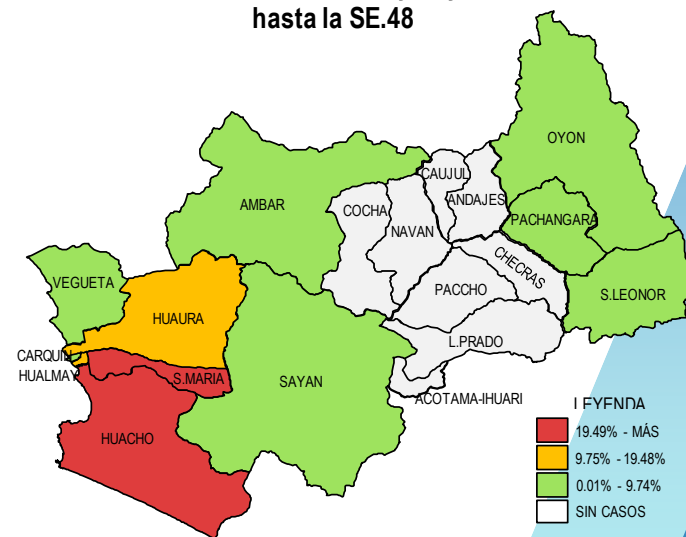 hasta la SE.48
OYON
CAUJUL
ANDAJES
AMBAR
COCHA
PACHANGARA
NAVAN
CHECRAS
VEGUETA
PACCHO
S.LEONOR
HUAURA
L.PRADO
CARQUIN
HUALMAY
S.MARIA
SAYAN
ACOTAMA-IHUARI
HUACHO
LEYENDA
19.49% - MÁS
9.75% - 19.48%
0.01% - 9.74%
SIN CASOS